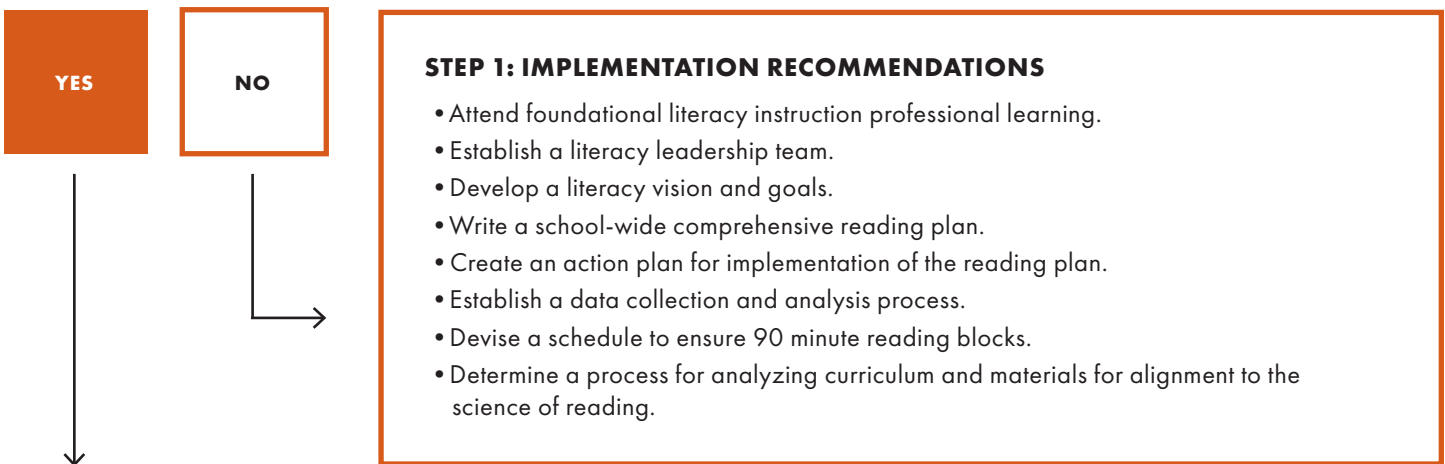 YES
NO
STEP 1: IMPLEMENTATION RECOMMENDATIONS
• Attend foundational literacy instruction professional learning.
• Establish a literacy leadership team.
• Develop a literacy vision and goals.
• Write a school-wide comprehensive reading plan.
• Create an action plan for implementation of the reading plan.
• Establish a data collection and analysis process.
• Devise a schedule to ensure 90 minute reading blocks.
• Determine a process for analyzing curriculum and materials for alignment to the
science of reading.